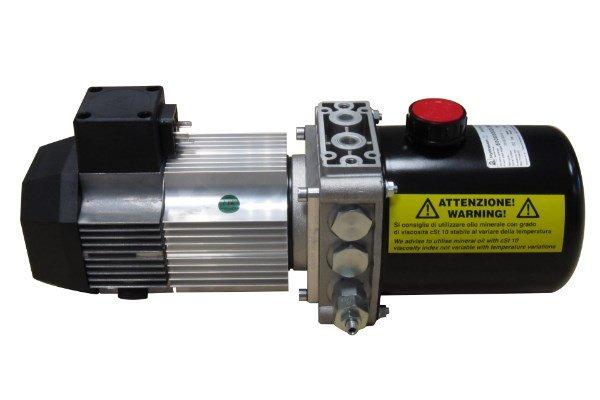 ATTENZIONE!
WARNING!
Si consiglia di utilizzare olio minerale con grado
di viscosità cSt 10 stabile al variare della temperatura
We advise to utilise mineral oil with cSt 10
viscosity index not variable with temperature variations